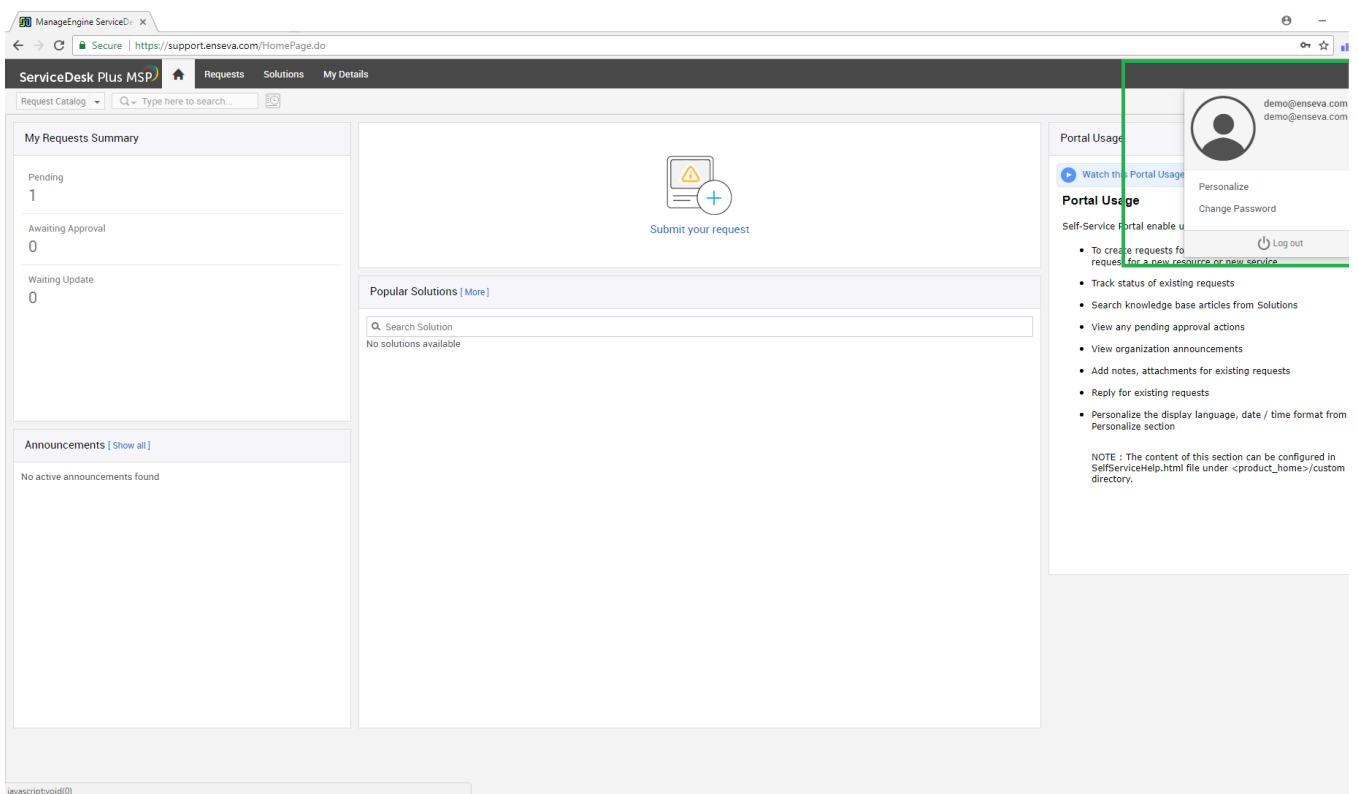 ManageEngine ServiceDe
Secure | https://support.enseva.com/HomePage.do
ServiceDesk Plus MSP
Requests
Solutions
My Details
Request Catalog
Type here to search...
demo@enseva.com
demo@enseva.com
Personalize
Change Password
Log out
My Requests Summary
Pending
1
Awaiting Approval
0
Waiting Update
0
Announcements [ Show all ]
No active announcements found
Submit your request
Popular Solutions [ More ]
Search Solution
No solutions available
Portal Usage
Watch this Portal Usage
Portal Usage
Self-Service Portal enable u
• To create requests fo
request for a new resource or new service
• Track status of existing requests
• Search knowledge base articles from Solutions
• View any pending approval actions
• View organization announcements
• Add notes, attachments for existing requests
• Reply for existing requests
• Personalize the display language, date / time format from
Personalize section
NOTE : The content of this section can be configured in
SelfServiceHelp.html file under <product_home>/custom
directory.
javascript:void(0)